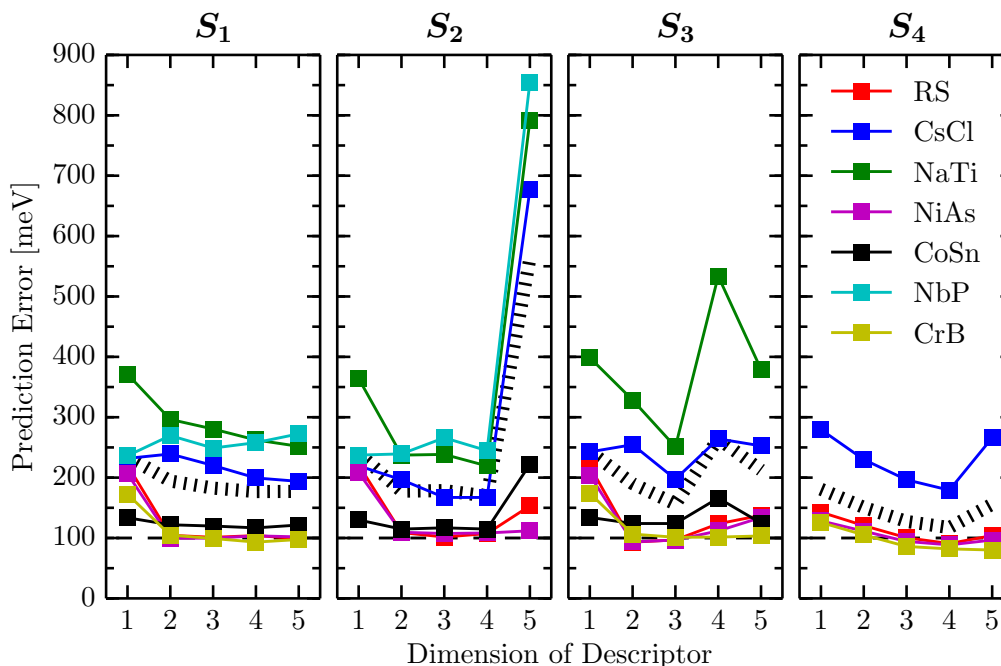 S1 S2 S3 S4
Prediction Error [meV]
900
800
700
600
500
400
300
200
100
0
RS
CsCl
NaTi
NiAs
CoSn
NbP
CrB
1 2 3 4 5 1 2 3 4 5 1 2 3 4 5 1 2 3 4 5
Dimension of Descriptor